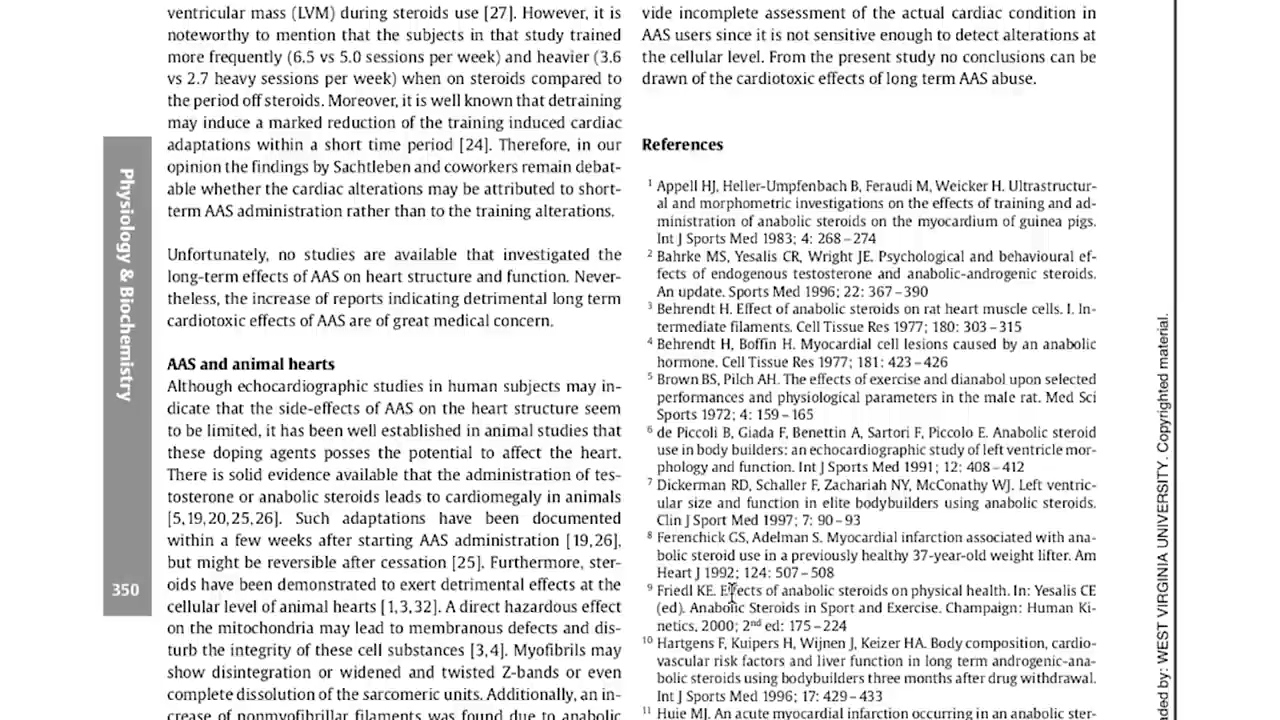 ventricular mass (LVM) during steroids use [27]. However, it is
noteworthy to mention that the subjects in that study trained
more frequently (6.5 vs 5.0 sessions per week) and heavier (3.6
vs 2.7 heavy sessions per week) when on steroids compared to
the period off steroids. Moreover, it is well known that detraining
may induce a marked reduction of the training induced cardiac
adaptations within a short time period [24]. Therefore, in our
opinion the findings by Sachtleben and coworkers remain debat-
able whether the cardiac alterations may be attributed to short-
term AAS administration rather than to the training alterations.
Unfortunately, no studies are available that investigated the
long-term effects of AAS on heart structure and function. Never-
theless, the increase of reports indicating detrimental long term
cardiotoxic effects of AAS are of great medical concern.
AAS and animal hearts
Although echocardiographic studies in human subjects may in-
dicate that the side-effects of AAS on the heart structure seem
to be limited, it has been well established in animal studies that
these doping agents posses the potential to affect the heart.
There is solid evidence available that the administration of tes-
tosterone or anabolic steroids leads to cardiomegaly in animals
[5,19,20,25,26]. Such adaptations have been documented
within a few weeks after starting AAS administration [19,26],
but might be reversible after cessation [25]. Furthermore, ster-
oids have been demonstrated to exert detrimental effects at the
cellular level of animal hearts [1,3,32]. A direct hazardous effect
on the mitochondria may lead to membranous defects and dis-
turb the integrity of these cell substances [3,4]. Myofibrils may
show disintegration or widened and twisted Z-bands or even
complete dissolution of the sarcomeric units. Additionally, an in-
crease of nonmyofibrillar filaments was found due to anabolic
vide incomplete assessment of the actual cardiac condition in
AAS users since it is not sensitive enough to detect alterations at
the cellular level. From the present study no conclusions can be
drawn of the cardiotoxic effects of long term AAS abuse.
References
1 Appell HJ, Heller-Umpfenbach B, Feraudi M, Weicker H. Ultrastructur-
al and morphometric investigations on the effects of training and ad-
ministration of anabolic steroids on the myocardium of guinea pigs.
Int J Sports Med 1983; 4: 268–274
2 Bahrke MS, Yesalis CR, Wright JE. Psychological and behavioural ef-
fects of endogenous testosterone and anabolic-androgenic steroids.
An update. Sports Med 1996; 22: 367–390
3 Behrendt H. Effect of anabolic steroids on rat heart muscle cells. I. In-
termediate filaments. Cell Tissue Res 1977; 180: 303–315
4 Behrendt H, Boffin H. Myocardial cell lesions caused by an anabolic
hormone. Cell Tissue Res 1977; 181: 423–426
5 Brown BS, Pilch AH. The effects of exercise and dianabol upon selected
performances and physiological parameters in the male rat. Med Sci
Sports 1972; 4: 159–165
6 de Piccoli B, Giada F, Benettin A, Sartori F, Piccolo E. Anabolic steroid
use in body builders: an echocardiographic study of left ventricle mor-
phology and function. Int J Sports Med 1991; 12: 408–412
7 Dickerman RD, Schaller F, Zachariah NY, McConathy WJ. Left ventric-
ular size and function in elite bodybuilders using anabolic steroids.
Clin J Sport Med 1997; 7: 90–93
8 Ferenchick GS, Adelman S. Myocardial infarction associated with ana-
bolic steroid use in a previously healthy 37-year-old weight lifter. Am
Heart J 1992; 124: 507–508
9 Friedl KE. Effects of anabolic steroids on physical health. In: Yesalis CE
(ed). Anabolic Steroids in Sport and Exercise. Champaign: Human Ki-
netics, 2000; 2nd ed: 175–224
10 Hartgens F, Kuipers H, Wijnen J, Keizer HA. Body composition, cardio-
vascular risk factors and liver function in long term androgenic-ana-
bolic steroids using bodybuilders three months after drug withdrawal.
Int J Sports Med 1996; 17: 429–433
11 Huie MJ. An acute myocardial infarction occurring in an anabolic ster-
Physiology & Biochemistry
350
aded by: WEST VIRGINIA UNIVERSITY. Copyrighted material.